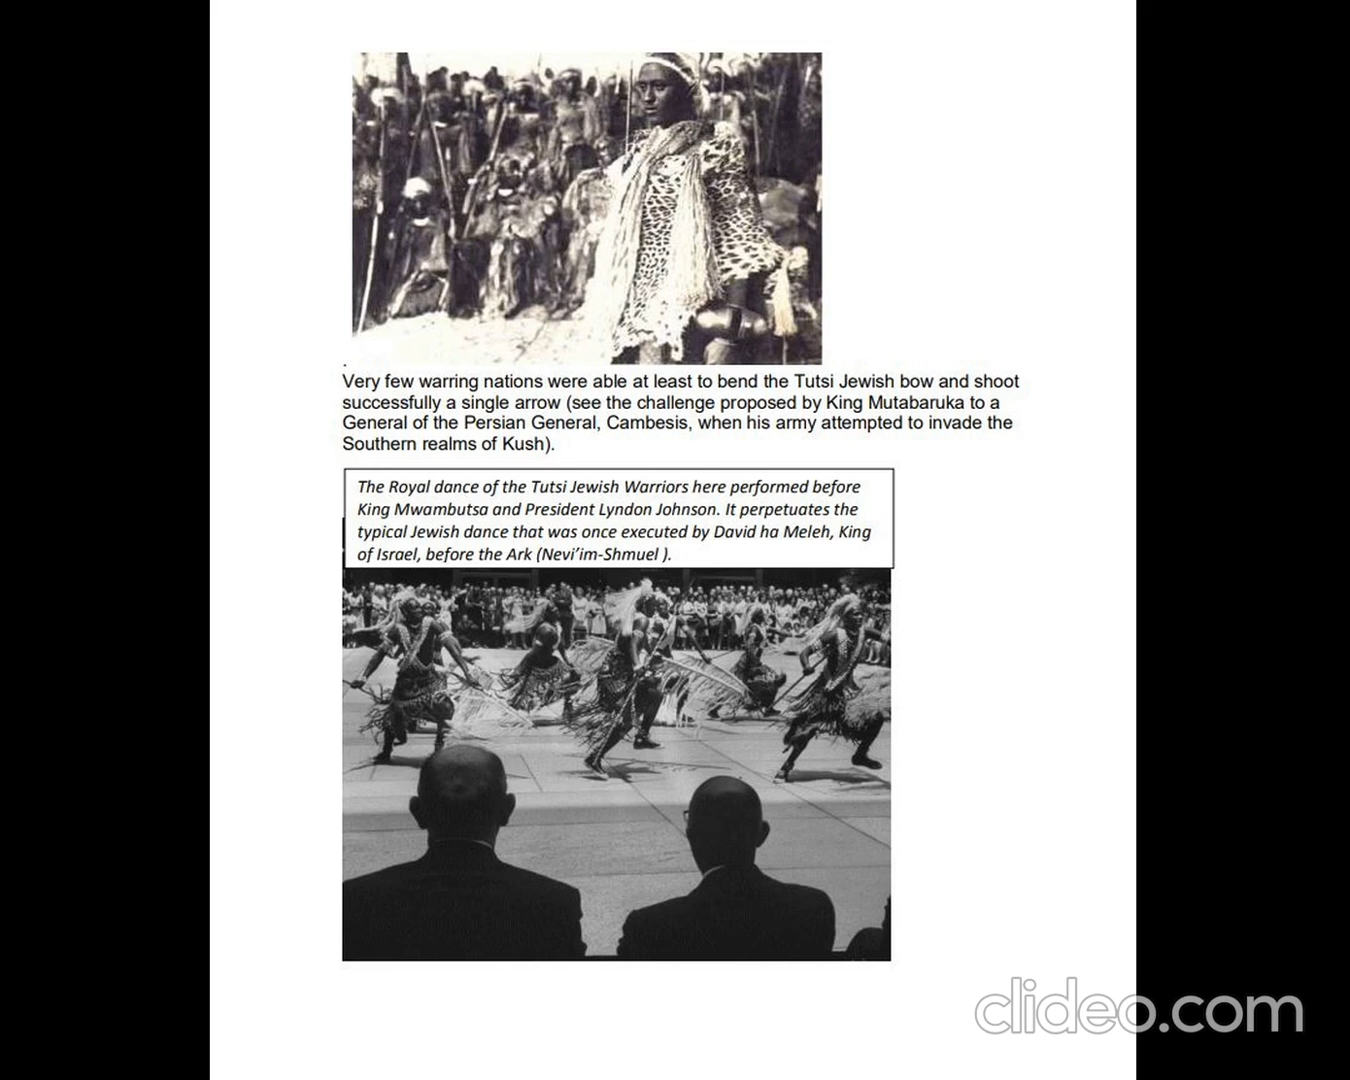 .
Very few warring nations were able at least to bend the Tutsi Jewish bow and shoot
successfully a single arrow (see the challenge proposed by King Mutabaruka to a
General of the Persian General, Cambesis, when his army attempted to invade the
Southern realms of Kush).
The Royal dance of the Tutsi Jewish Warriors here performed before
King Mwambutsa and President Lyndon Johnson. It perpetuates the
typical Jewish dance that was once executed by David ha Meleh, King
of Israel, before the Ark (Nevi’im-Shmuel ).
clideo.com